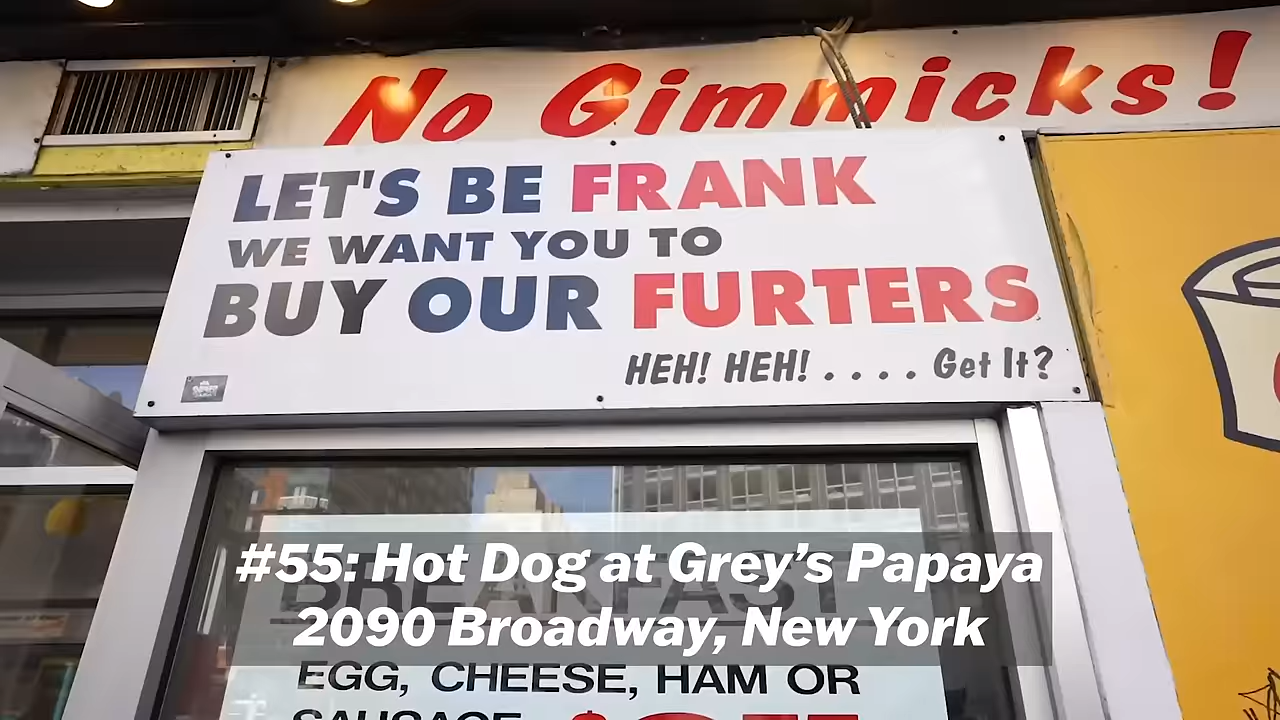 No Gimmicks!
LET'S BE FRANK
WE WANT YOU TO
BUY OUR FURTERS
HEH! HEH! . . . . Get It?
#55: Hot Dog at Grey's Papaya
2090 Broadway, New York
BREAKFAST
EGG, CHEESE, HAM OR
SAUSAGE